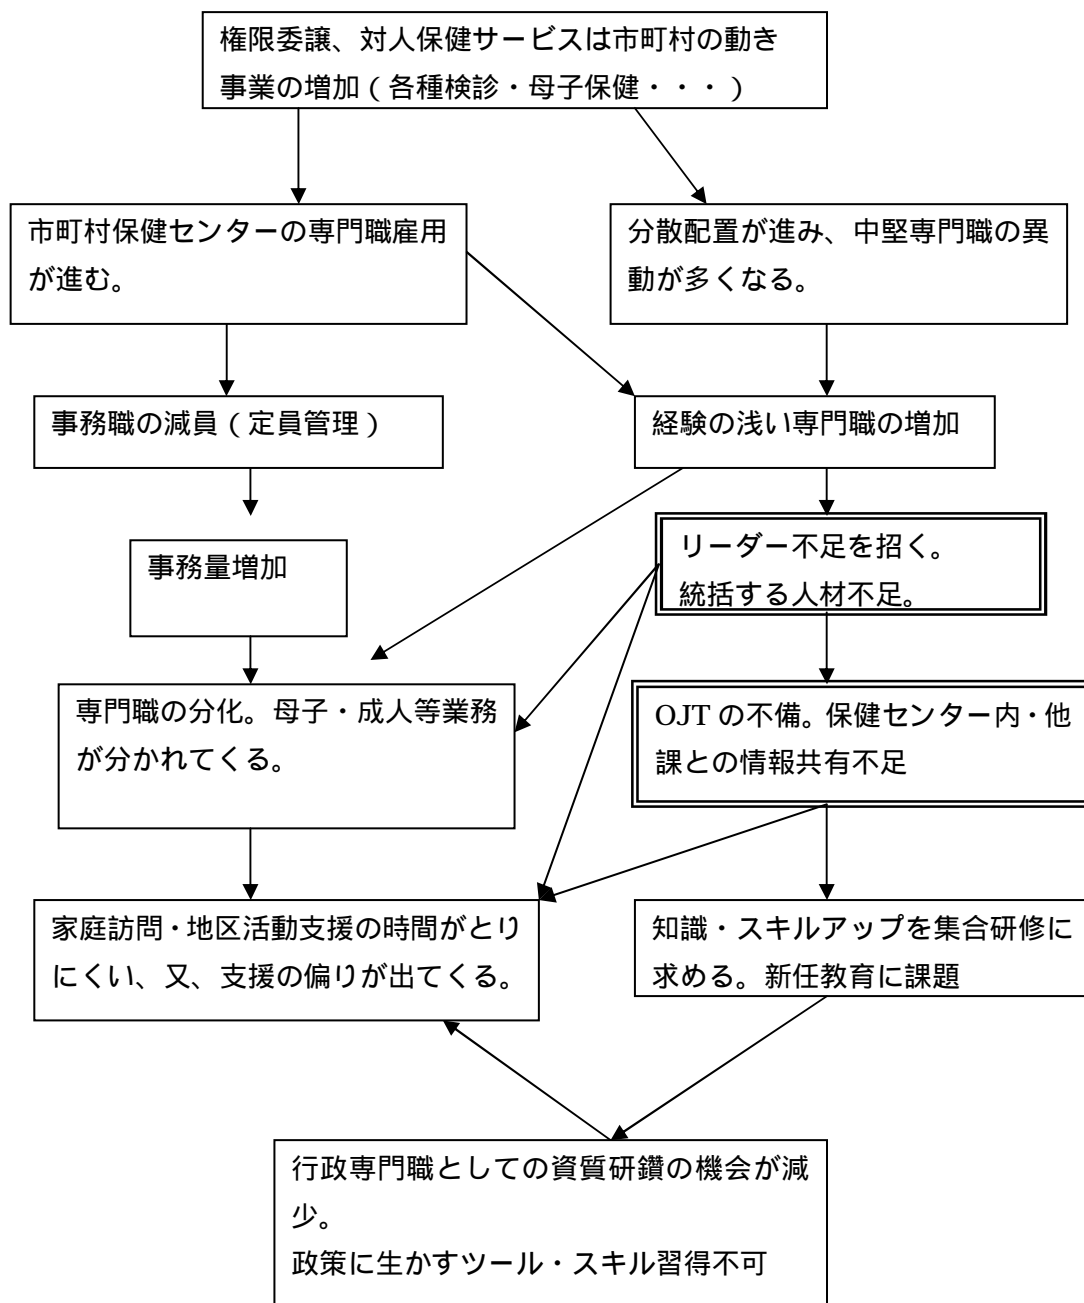 権限委譲、対人保健サービスは市町村の動き
事業の増加（各種検診・母子保健・・・）
市町村保健センターの専門職雇用
が進む。
分散配置が進み、中堅専門職の異
動が多くなる。
事務職の減員（定員管理）
経験の浅い専門職の増加
事務量増加
リーダー不足を招く。
統括する人材不足。
専門職の分化。母子・成人等業務
が分かれてくる。
OJT の不備。保健センター内・他
課との情報共有不足
家庭訪問・地区活動支援の時間がとり
にくい、又、支援の偏りが出てくる。
知識・スキルアップを集合研修に
求める。新任教育に課題
行政専門職としての資質研鑽の機会が減
少。
政策に生かすツール・スキル習得不可